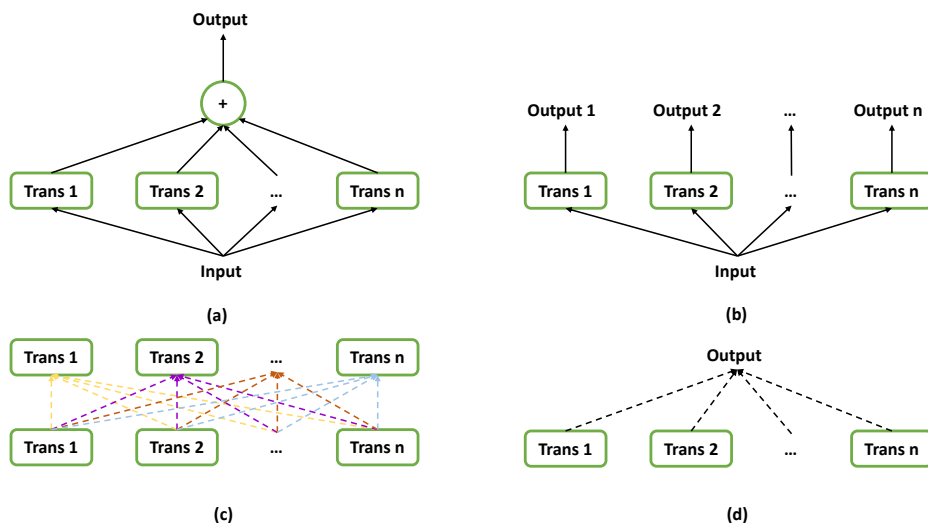 Output
+
Trans 1 Trans 2 ... Trans n
Input
(a)
Output 1 Output 2 ... Output n
Trans 1 Trans 2 ... Trans n
Input
(b)
Trans 1 Trans 2 ... Trans n
Trans 1 Trans 2 ... Trans n
(c)
Output
Trans 1 Trans 2 ... Trans n
(d)